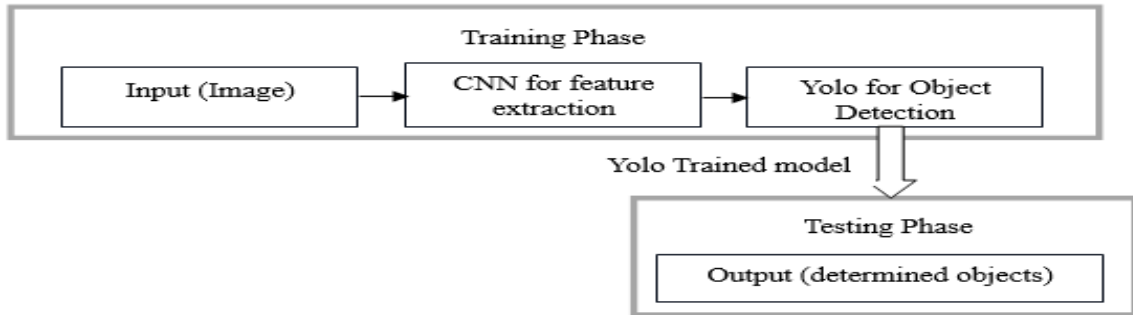 Training Phase
Input (Image)
CNN for feature
extraction
Yolo for Object
Detection
Yolo Trained model
Testing Phase
Output (determined objects)